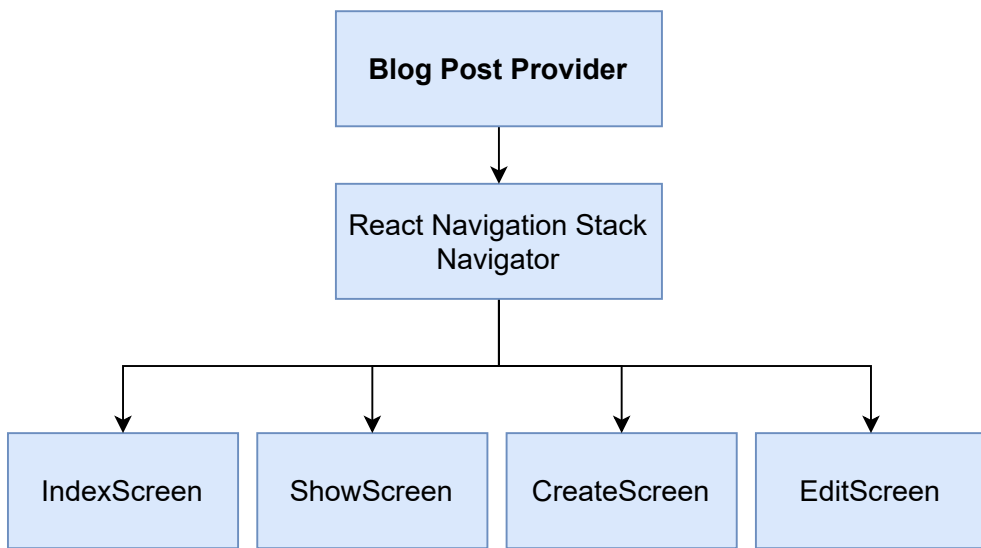 Blog Post Provider
React Navigation Stack
Navigator
IndexScreen
ShowScreen
CreateScreen
EditScreen